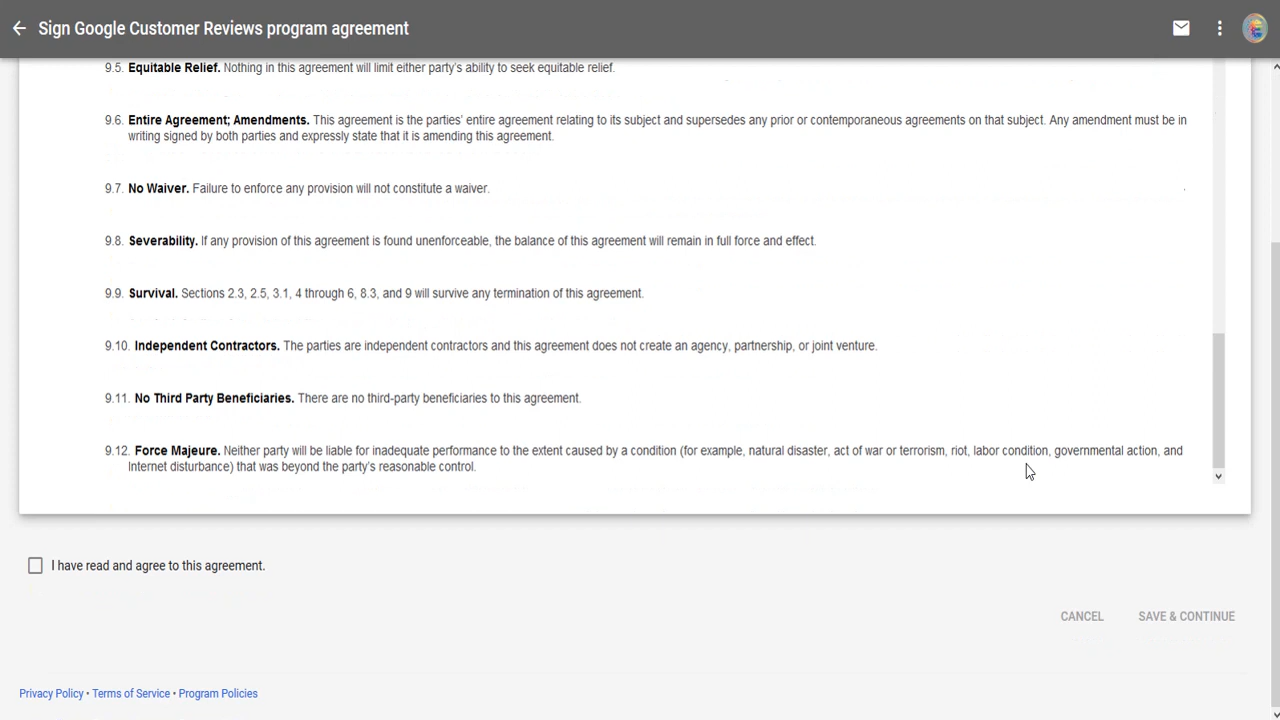 Sign Google Customer Reviews program agreement
9.5. Equitable Relief. Nothing in this agreement will limit either party's ability to seek equitable relief.
9.6. Entire Agreement; Amendments. This agreement is the parties' entire agreement relating to its subject and supersedes any prior or contemporaneous agreements on that subject. Any amendment must be in
writing signed by both parties and expressly state that it is amending this agreement.
9.7. No Waiver. Failure to enforce any provision will not constitute a waiver.
9.8. Severability. If any provision of this agreement is found unenforceable, the balance of this agreement will remain in full force and effect.
9.9. Survival. Sections 2.3, 2.5, 3.1, 4 through 6, 8.3, and 9 will survive any termination of this agreement.
9.10. Independent Contractors. The parties are independent contractors and this agreement does not create an agency, partnership, or joint venture.
9.11. No Third Party Beneficiaries. There are no third-party beneficiaries to this agreement.
9.12. Force Majeure. Neither party will be liable for inadequate performance to the extent caused by a condition (for example, natural disaster, act of war or terrorism, riot, labor condition, governmental action, and
Internet disturbance) that was beyond the party's reasonable control.
I have read and agree to this agreement.
CANCEL SAVE & CONTINUE
Privacy Policy • Terms of Service • Program Policies